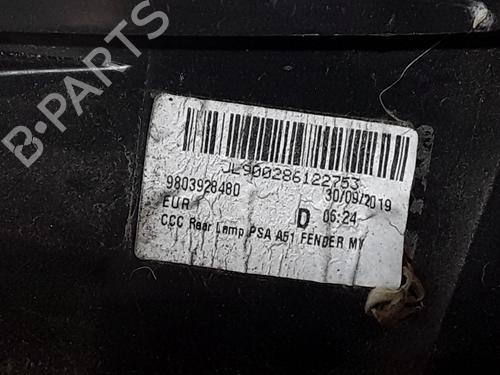 B-PARTS
JL900286122753
9803928480 30/09/2019
EUR D 06:24
CCC Rear Lamp PSA A51 FENDER MY